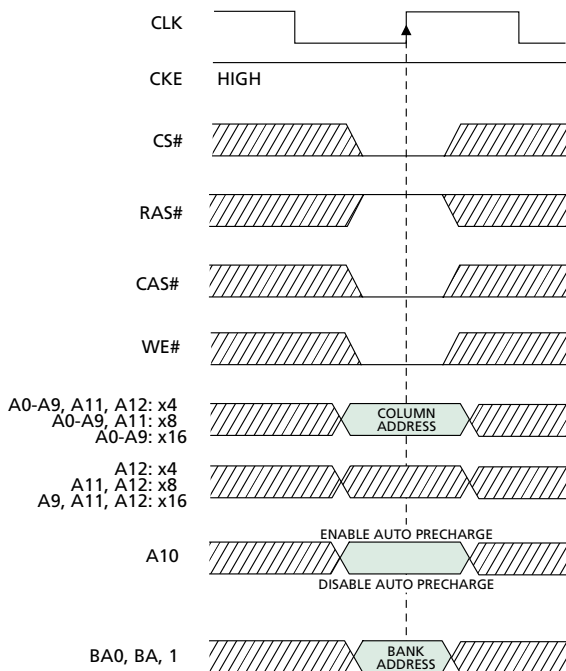 CLK
CKE HIGH
CS#
RAS#
CAS#
WE#
A0-A9, A11, A12: x4
A0-A9, A11: x8
A0-A9: x16
COLUMN
ADDRESS
A12: x4
A11, A12: x8
A9, A11, A12: x16
ENABLE AUTO PRECHARGE
A10
DISABLE AUTO PRECHARGE
BA0, BA, 1
BANK
ADDRESS